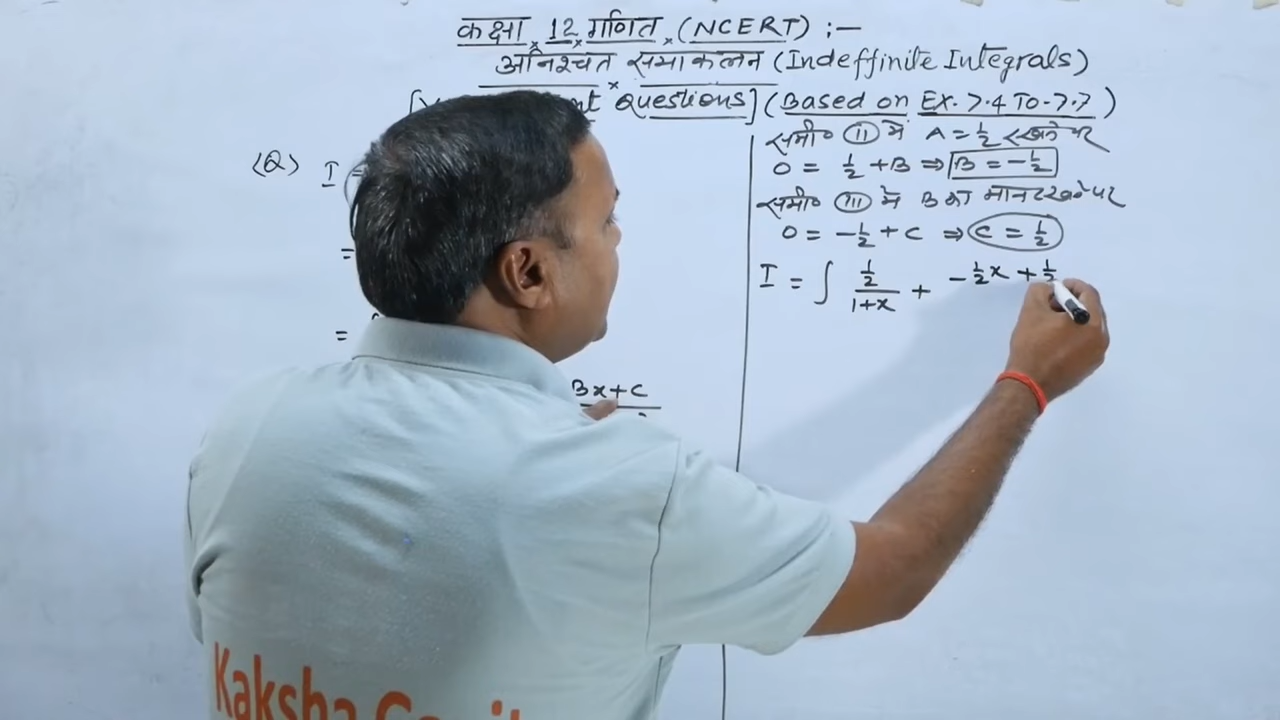 कक्षा 12 गणित (NCERT) :-
अनिश्चत समाकलन (Indeffinite Integrals)
Questions] (Based on EX. 7.4 To-7.7)
<Q> I
=
=
Bx+C
समी० (II) में A = 1/2 रखने पर
0 = 1/2 + B ⇒ B = -1/2
समी० (III) में B का मान रखने पर
0 = -1/2 + C ⇒ C = 1/2
I = ∫ (1/2)/(1+x) + -1/2 x + 1/2
Kaksha